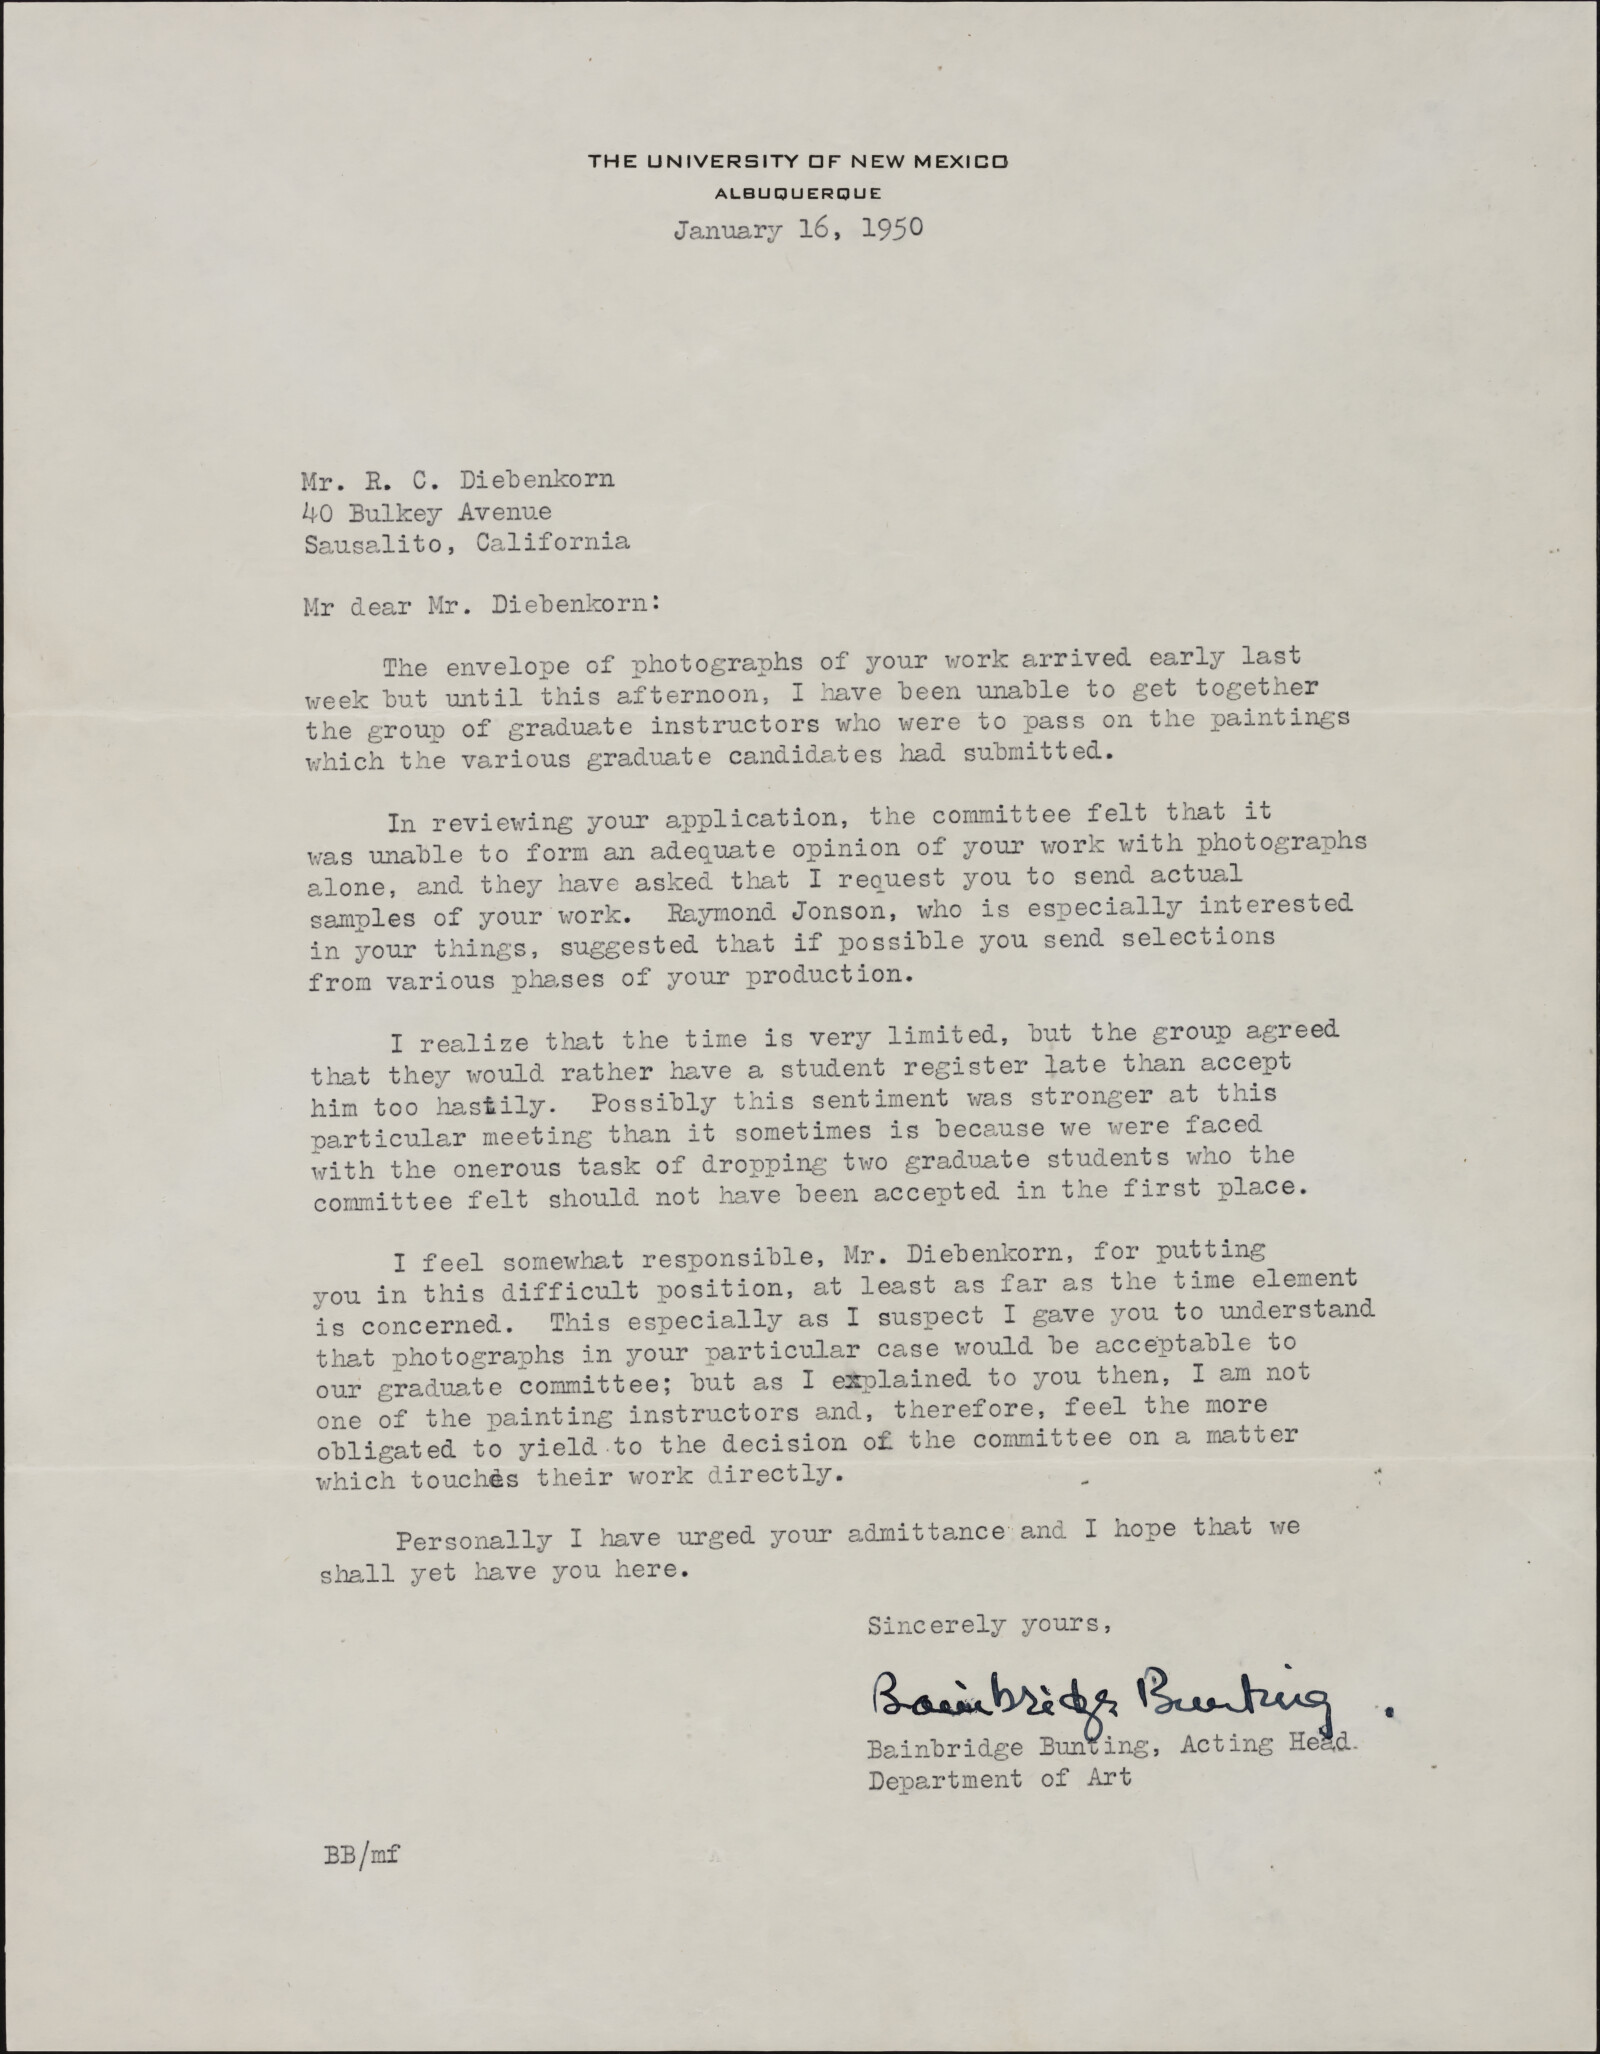 THE UNIVERSITY OF NEW MEXICO
ALBUQUERQUE
January 16, 1950
Mr. R. C. Diebenkorn
40 Bulkey Avenue
Sausalito, California
Mr dear Mr. Diebenkorn:
The envelope of photographs of your work arrived early last
week but until this afternoon, I have been unable to get together
the group of graduate instructors who were to pass on the paintings
which the various graduate candidates had submitted.
In reviewing your application, the committee felt that it
was unable to form an adequate opinion of your work with photographs
alone, and they have asked that I request you to send actual
samples of your work. Raymond Jonson, who is especially interested
in your things, suggested that if possible you send selections
from various phases of your production.
I realize that the time is very limited, but the group agreed
that they would rather have a student register late than accept
him too hastily. Possibly this sentiment was stronger at this
particular meeting than it sometimes is because we were faced
with the onerous task of dropping two graduate students who the
committee felt should not have been accepted in the first place.
I feel somewhat responsible, Mr. Diebenkorn, for putting
you in this difficult position, at least as far as the time element
is concerned. This especially as I suspect I gave you to understand
that photographs in your particular case would be acceptable to
our graduate committee; but as I explained to you then, I am not
one of the painting instructors and, therefore, feel the more
obligated to yield to the decision of the committee on a matter
which touches their work directly.
Personally I have urged your admittance and I hope that we
shall yet have you here.
Sincerely yours,
Bainbridge Bunting
Bainbridge Bunting, Acting Head
Department of Art
BB/mf